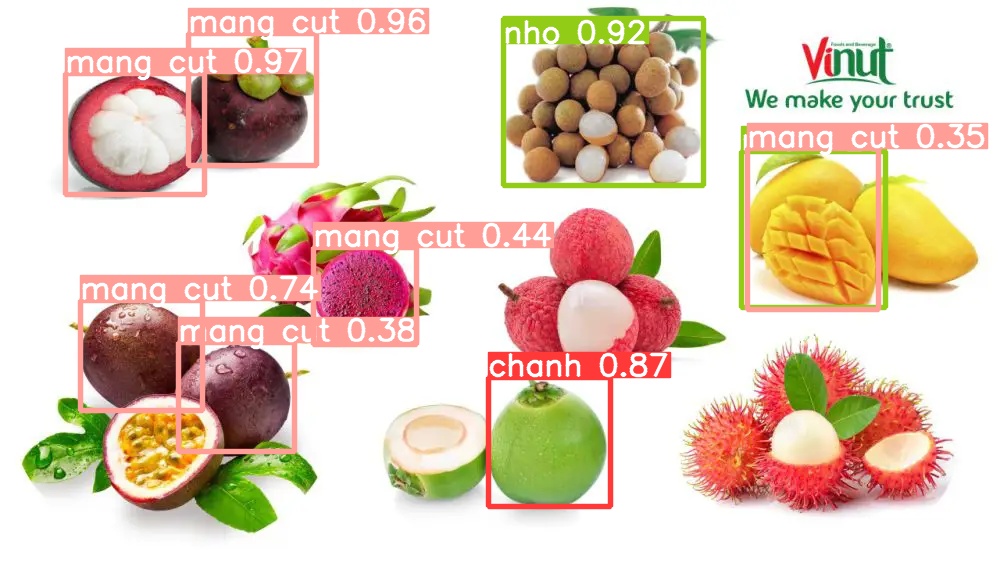 mang cut 0.96
mang cut 0.97
nho 0.92
Foods and Beverage
Vinut®
We make your trust
mang cut 0.35
mang cut 0.44
mang cut 0.74
mang cut 0.38
chanh 0.87